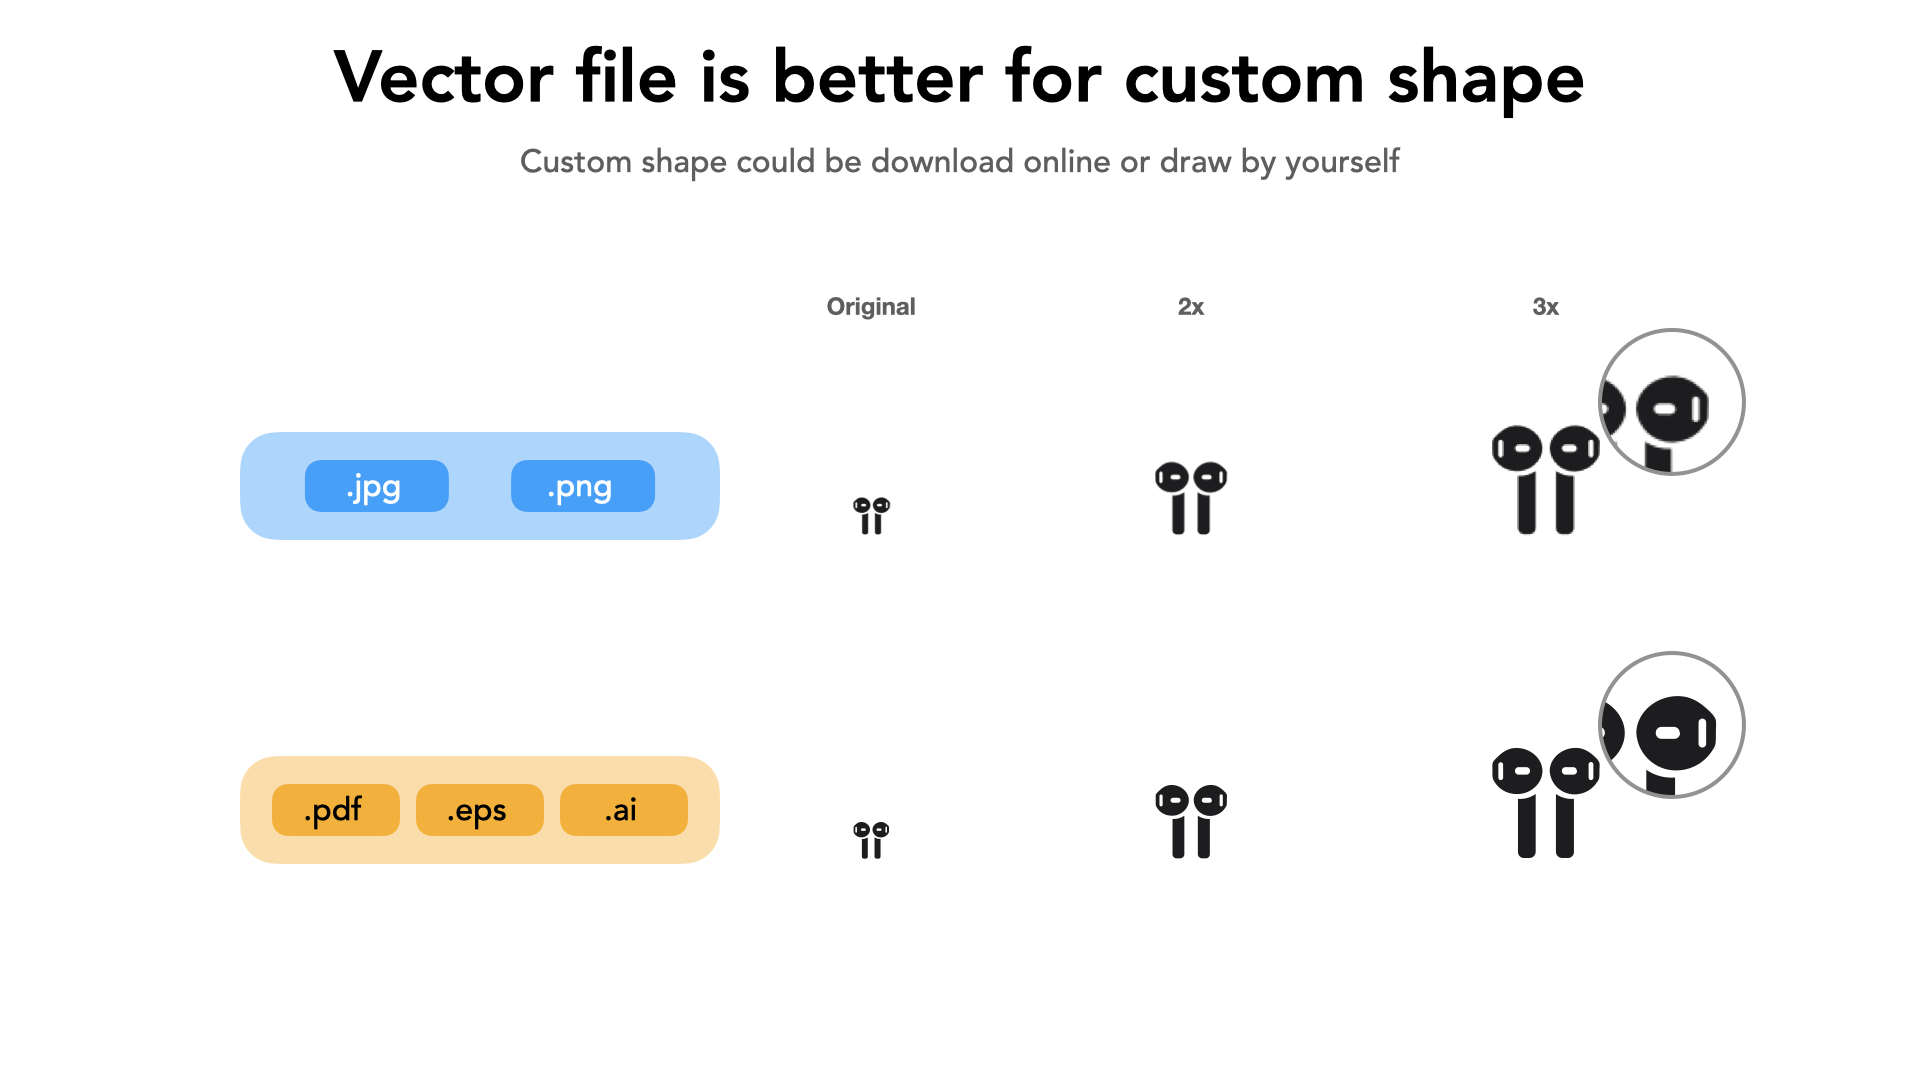 Vector file is better for custom shape
Custom shape could be download online or draw by yourself
Original 2x 3x
.jpg .png
.pdf .eps .ai